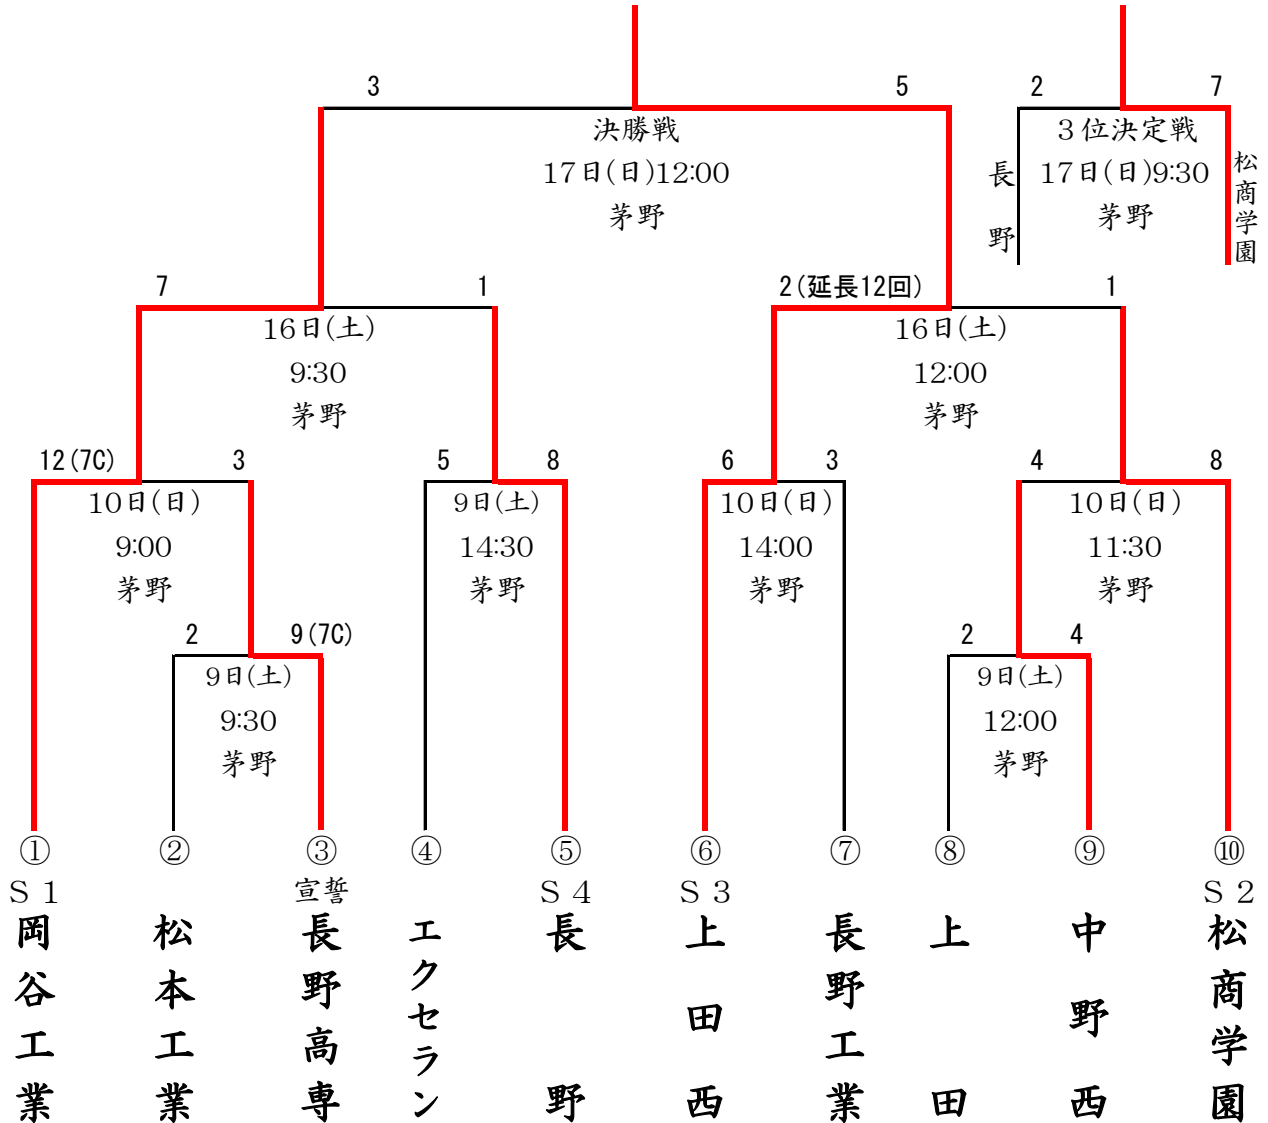 3
5
2
7
決勝戦
17日(日)12:00
茅野
3位決定戦
17日(日)9:30
茅野
長野
松商学園
7
1
2(延長12回)
1
16日(土)
9:30
茅野
16日(土)
12:00
茅野
12(7C)
3
5
8
6
3
4
8
10日(日)
9:00
茅野
9日(土)
14:30
茅野
10日(日)
14:00
茅野
10日(日)
11:30
茅野
2
9(7C)
2
4
9日(土)
9:30
茅野
9日(土)
12:00
茅野
① ② ③ ④ ⑤ ⑥ ⑦ ⑧ ⑨ ⑩
S1 宣誓 S4 S3 S2
岡谷工業
松本工業
長野高専
エクセラン
長野
上田西
長野工業
上田
中野西
松商学園